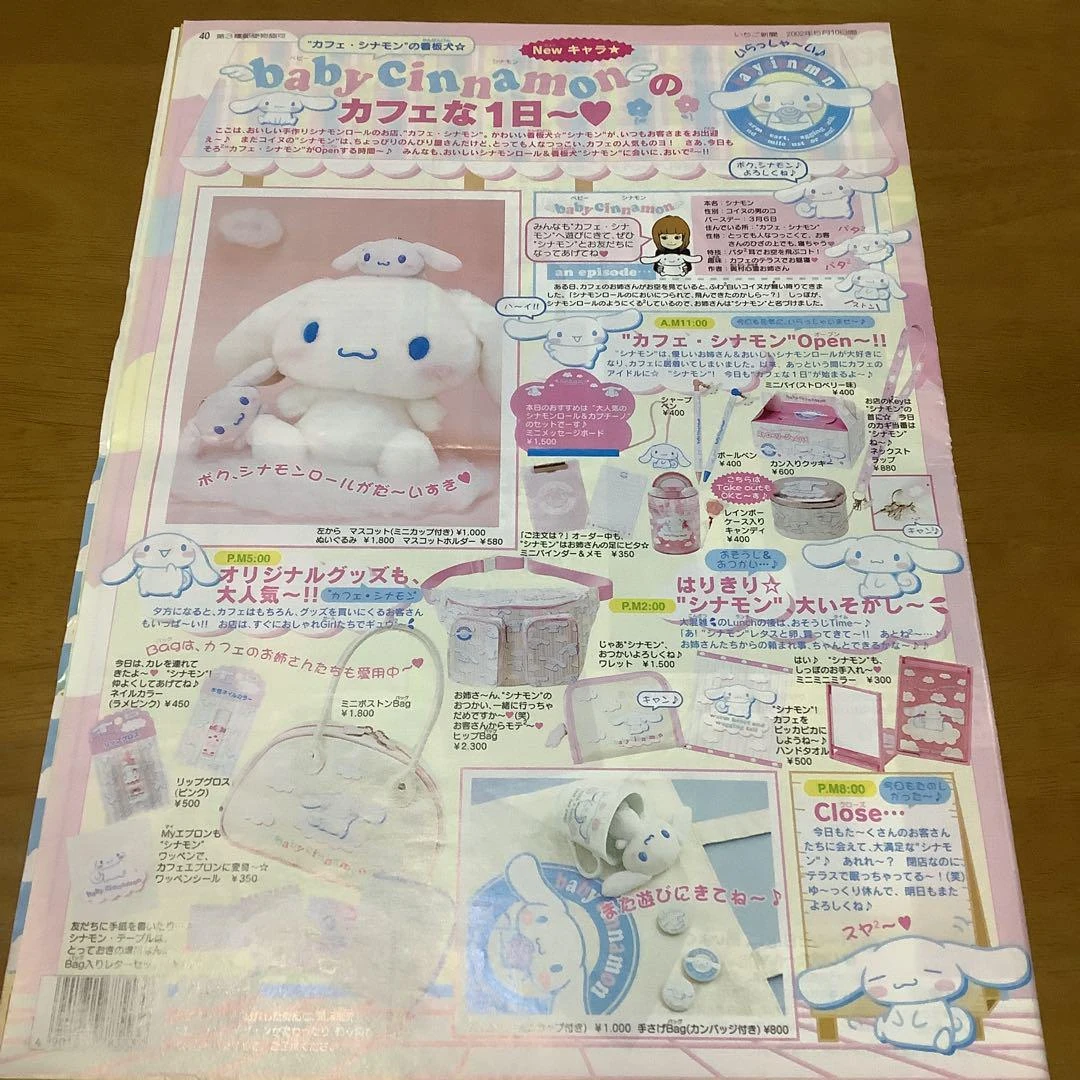 40 第3種郵便物認可
いちご新聞 2002年5月10日号
"カフェ・シナモン"の看板犬☆
New キャラ★
いらっしゃ〜い♪
ベビー シナモン
baby cinnamonの
カフェな1日〜♥
ここは、おいしい手作りシナモンロールのお店、"カフェ・シナモン"。かわいい看板犬☆"シナモン"が、いつもお客さまをお出迎
え〜♪ まだコイヌの"シナモン"は、ちょっぴりのんびり屋さんだけど、とっても人なつっこい、カフェの人気ものヨ! さあ、今日も
そろ²"カフェ・シナモン"がOpenする時間〜♪ みんなも、おいしいシナモンロール&看板犬"シナモン"に会いに、おいで²〜!!
ボク、シナモン♪
よろしくね♪
ベビー シナモン
baby cinnamon
みんなも"カフェ・シナ
モン"へ遊びにきて、ぜひ
"シナモン"とお友だちに
なってあげてね♥
本名:シナモン
性別:コイヌの男のコ
バースデー:3月6日
住んでいる所:"カフェ・シナモン"
性格:とっても人なつっこくて、お客
さんのひざの上でも、寝ちゃう♥
特技:パタ²耳でお空を飛ぶコト!
趣味:カフェのテラスでお昼寝♥
作者:奥村心雪お姉さん
パタ²
パタ²
ストン!
an episode…
ある日、カフェのお姉さんがお空を見ていると、ふわ²白いコイヌが舞い降りてきま
した。「シナモンロールのにおいにつられて、飛んできたのかしら〜?」 しっぽが、
シナモンロールのようにくる²しているので、お姉さんは"シナモン"と名づけました。
ハ〜イ!!
A.M11:00
今日も元気に、いらっしゃいませ〜♪
オープン
"カフェ・シナモン"Open〜!!
"シナモン"は、優しいお姉さん&おいしいシナモンロールが大好きに
なり、カフェに居着いてしまいました。以来、あっという間にカフェの
アイドルに☆ "シナモン"! 今日も"カフェな1日"が始まるよ〜♪
本日のおすすめは "大人気の
シナモンロール&カプチーノ"
のセットでーす♪
ミニメッセージボード
¥1,500
シャープ
ペン
¥400
ボールペン
¥400
ミニパイ(ストロベリー味)
¥400
カン入りクッキー
¥600
お店のKeyは
"シナモン"の
首に☆ 今日
のカギ当番は
"シナモン"
ね〜♪
ネックスト
ラップ
¥880
こちらは
Take outも
OKで〜す♪
レインボー
ケース入り
キャンディ
¥400
キャン♪
「ご注文は?」オーダー中も、
"シナモン"はお姉さんの足にピタ☆
ミニバインダー&メモ ¥350
ボク、シナモンロールがだ〜いすき♥
左から マスコット(ミニカップ付き) ¥1,000
ぬいぐるみ ¥1,800 マスコットホルダー ¥580
P.M5:00
オリジナルグッズも、
大人気〜!!
"カフェ・シナモン"
夕方になると、カフェはもちろん、グッズを買いにくるお客さん
もいっぱ〜い!! お店は、すぐにおしゃれGirlたちでギュウ²〜
Bagは、カフェのお姉さんたちも愛用中〜♥
今日は、カレを連れて
きたよ〜♥ "シナモン"!
仲よくしてあげてね♪
ネイルカラー
(ラメピンク) ¥450
リップグロス
(ピンク)
¥500
ミニボストンBag
¥1,800
Myエプロンも
"シナモン"
ワッペンで、
カフェエプロンに変身〜☆
ワッペンシール ¥350
友だちに手紙を書いたり
シナモン・テーブルは、
Bag入りレターセッ
おそうじ&
おつかい…♪
P.M2:00
はりきり☆
"シナモン"、大いそがし〜
大混雑のLunchの後は、おそうじTime〜♪
「あ!"シナモン"レタスと卵、買ってきて〜!! あとね²〜…♪」
お姉さんたちからの頼まれ事、ちゃんとできるかな〜♪♪
じゃあ"シナモン"、
おつかいよろしくね♪
ワレット ¥1,500
お姉さ〜ん、"シナモン"の
おつかい、一緒に行っちゃ
だめですか〜♥(笑)
お客さんからモテ²〜♥
ヒップBag
¥2,300
キャン♪
はい♪ "シナモン"も、
しっぽのお手入れ〜♥
ミニミニミラー ¥300
"シナモン"!
カフェを
ピッカピカに
しようね〜♪
ハンドタオル
¥500
warm heart and
wagging tail
baby cinnamon
また遊びにきてね〜♪
¥1,000 手さげBag(カンバッジ付き) ¥800
P.M8:00
今日もたのし
かった〜♪
クローズ
Close…
今日もた〜くさんのお客さん
たちに会えて、大満足な"シナモ
ン"♪ あれれ〜? 閉店なのに
テラスで眠っちゃってる〜!(笑)
ゆ〜っくり休んで、明日もまた
よろしくね♪
スヤ²〜♥